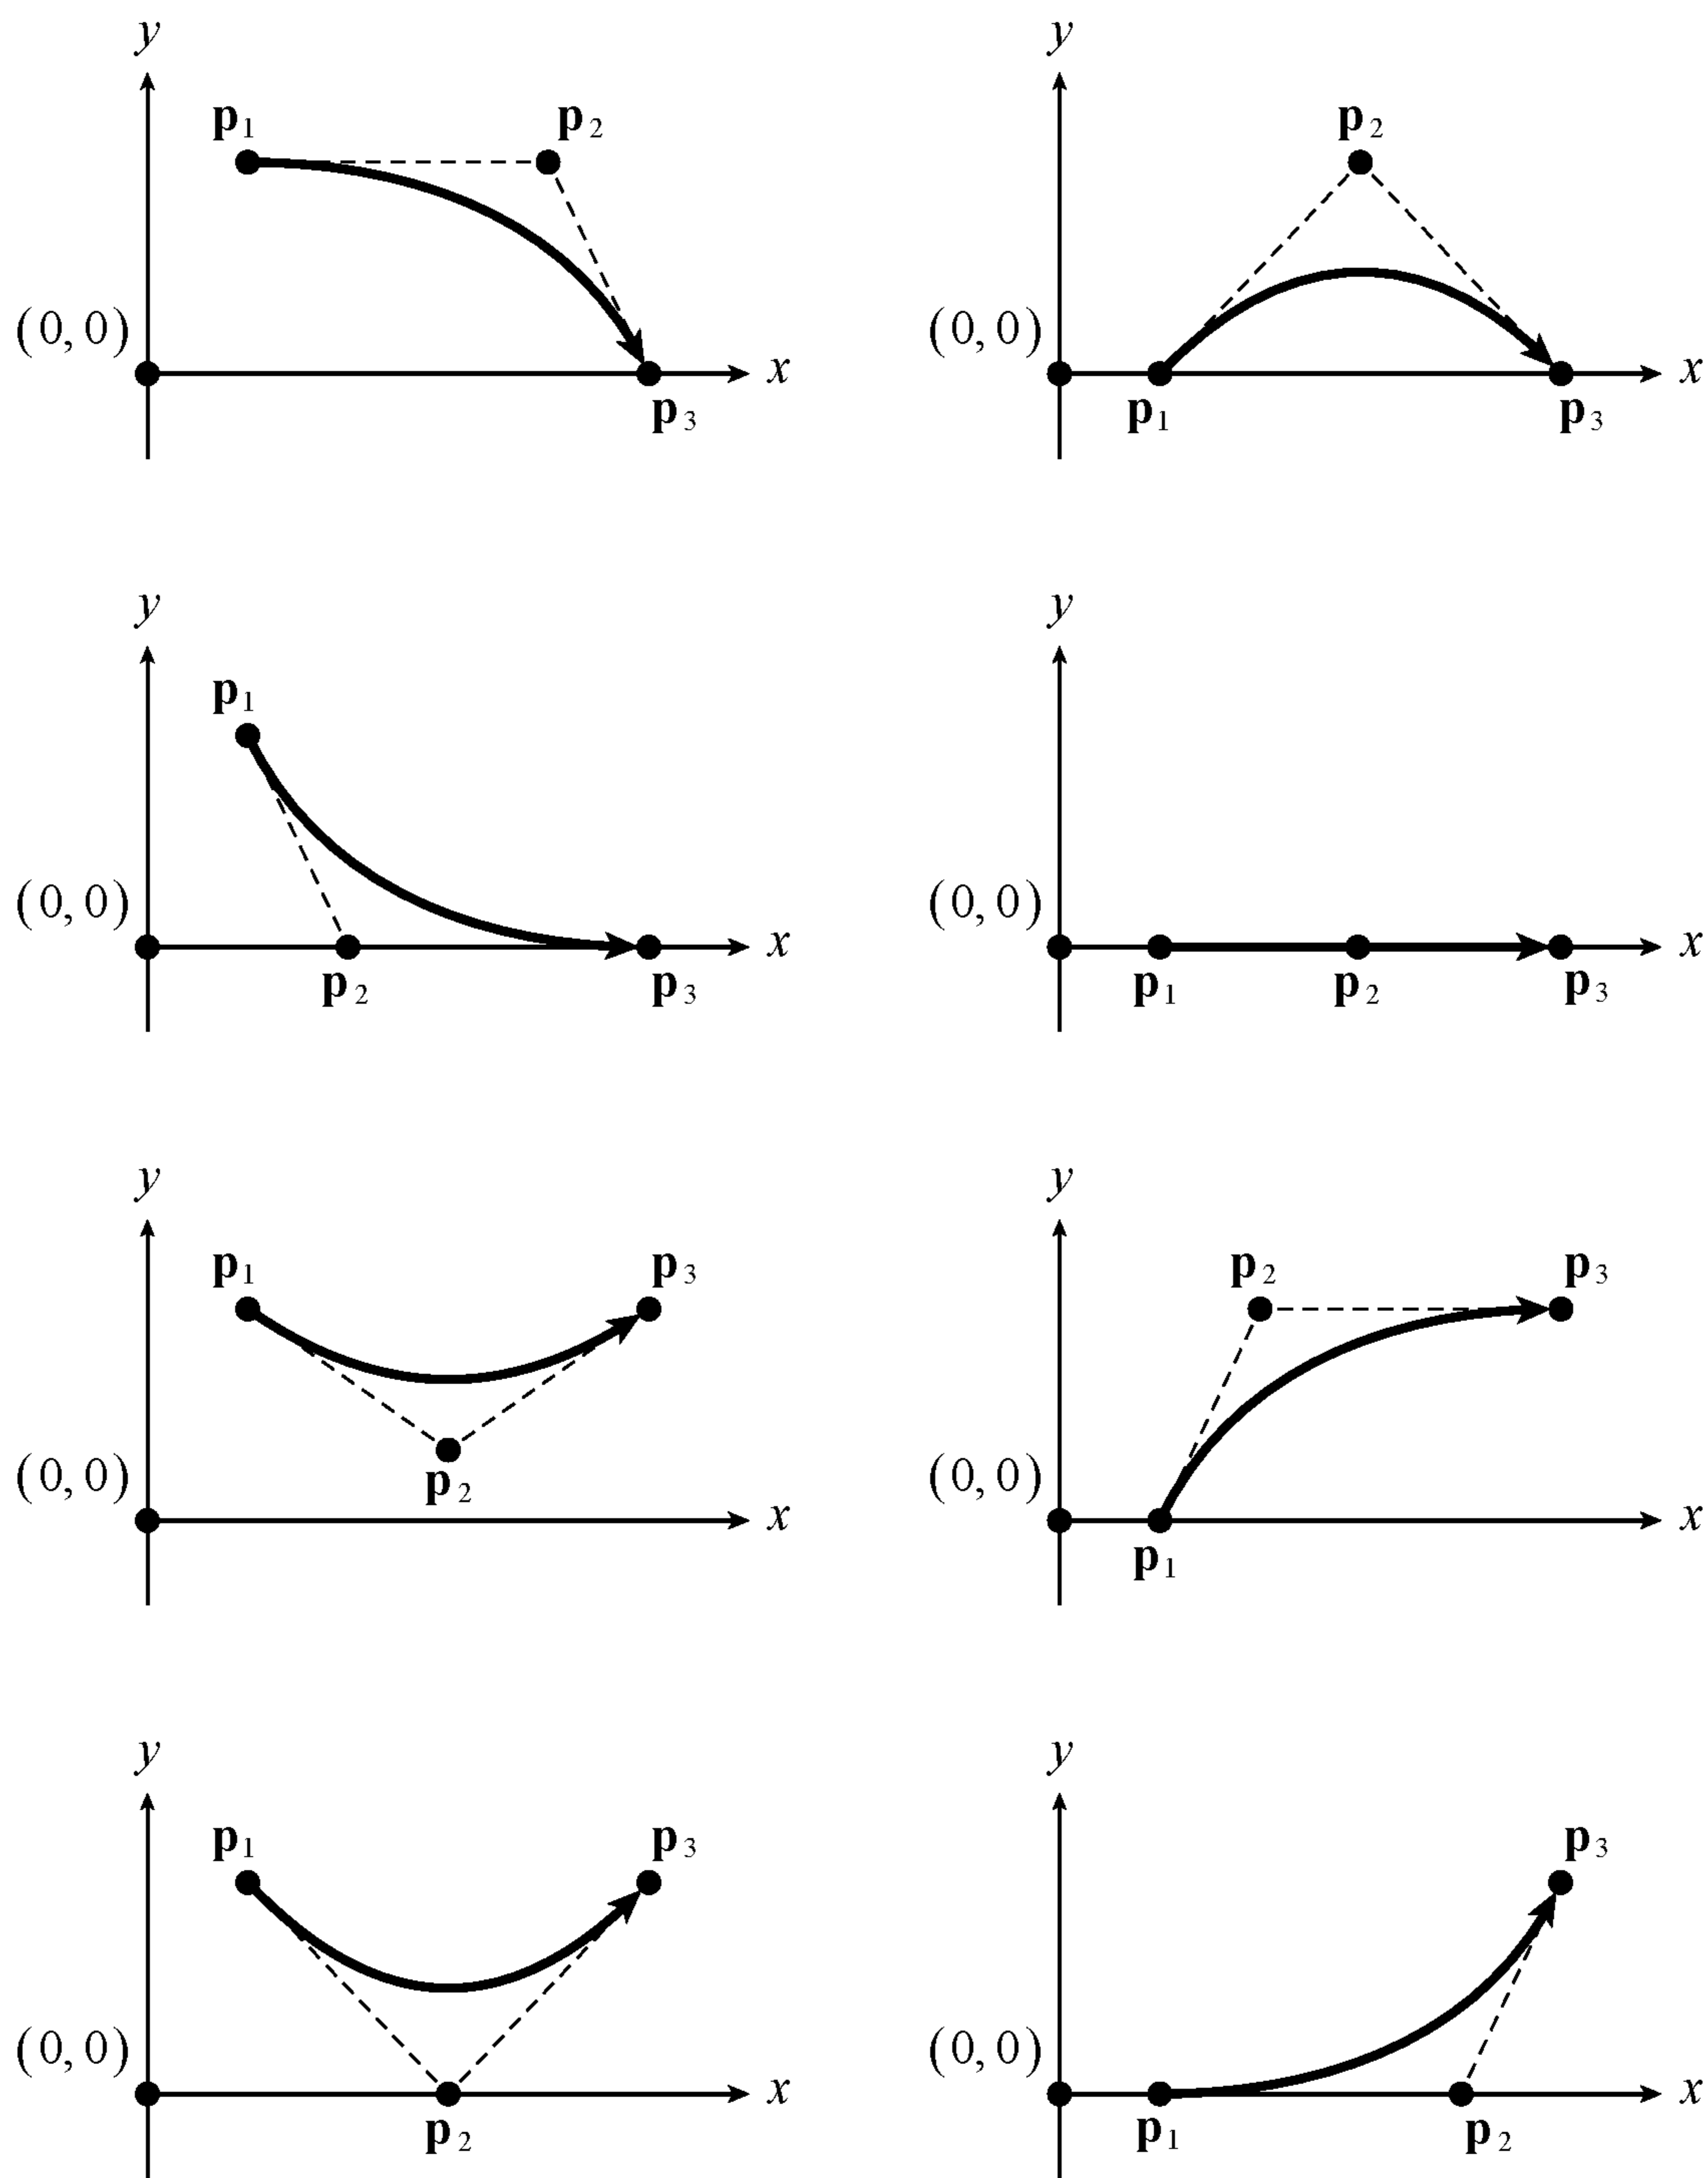 y y
p1 p2 p2
(0, 0) x (0, 0) x
p3 p1 p3
y y
p1
(0, 0) x (0, 0) x
p2 p3 p1 p2 p3
y y
p1 p3 p2 p3
p2
(0, 0) x (0, 0) x
p1
y y
p1 p3 p3
(0, 0) x (0, 0) x
p2 p1 p2